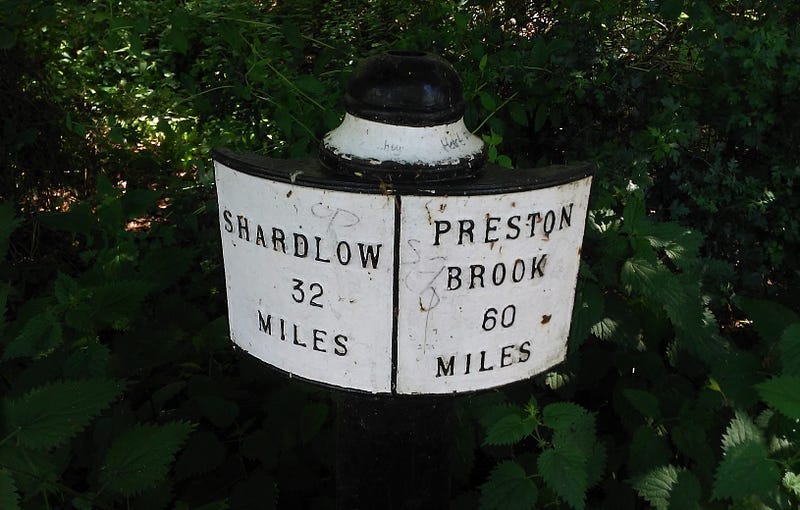 SHARDLOW
32
MILES
PRESTON
BROOK
60
MILES